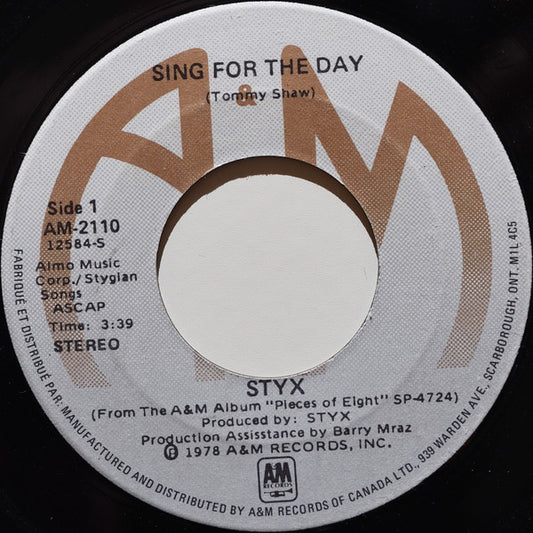 SING FOR THE DAY
(Tommy Shaw)
A&M
Side 1
AM-2110
12584-S
Almo Music
Corp./Stygian
Songs
ASCAP
Time: 3:39
STEREO
STYX
(From The A&M Album "Pieces of Eight" SP-4724)
Produced by: STYX
Production Assisstance by Barry Mraz
Ⓟ 1978 A&M RECORDS, INC.
A&M
RECORDS
FABRIQUÉ ET DISTRIBUÉ PAR: MANUFACTURED AND DISTRIBUTED BY A&M RECORDS OF CANADA LTD., 939 WARDEN AVE., SCARBOROUGH, ONT. M1L 4C5